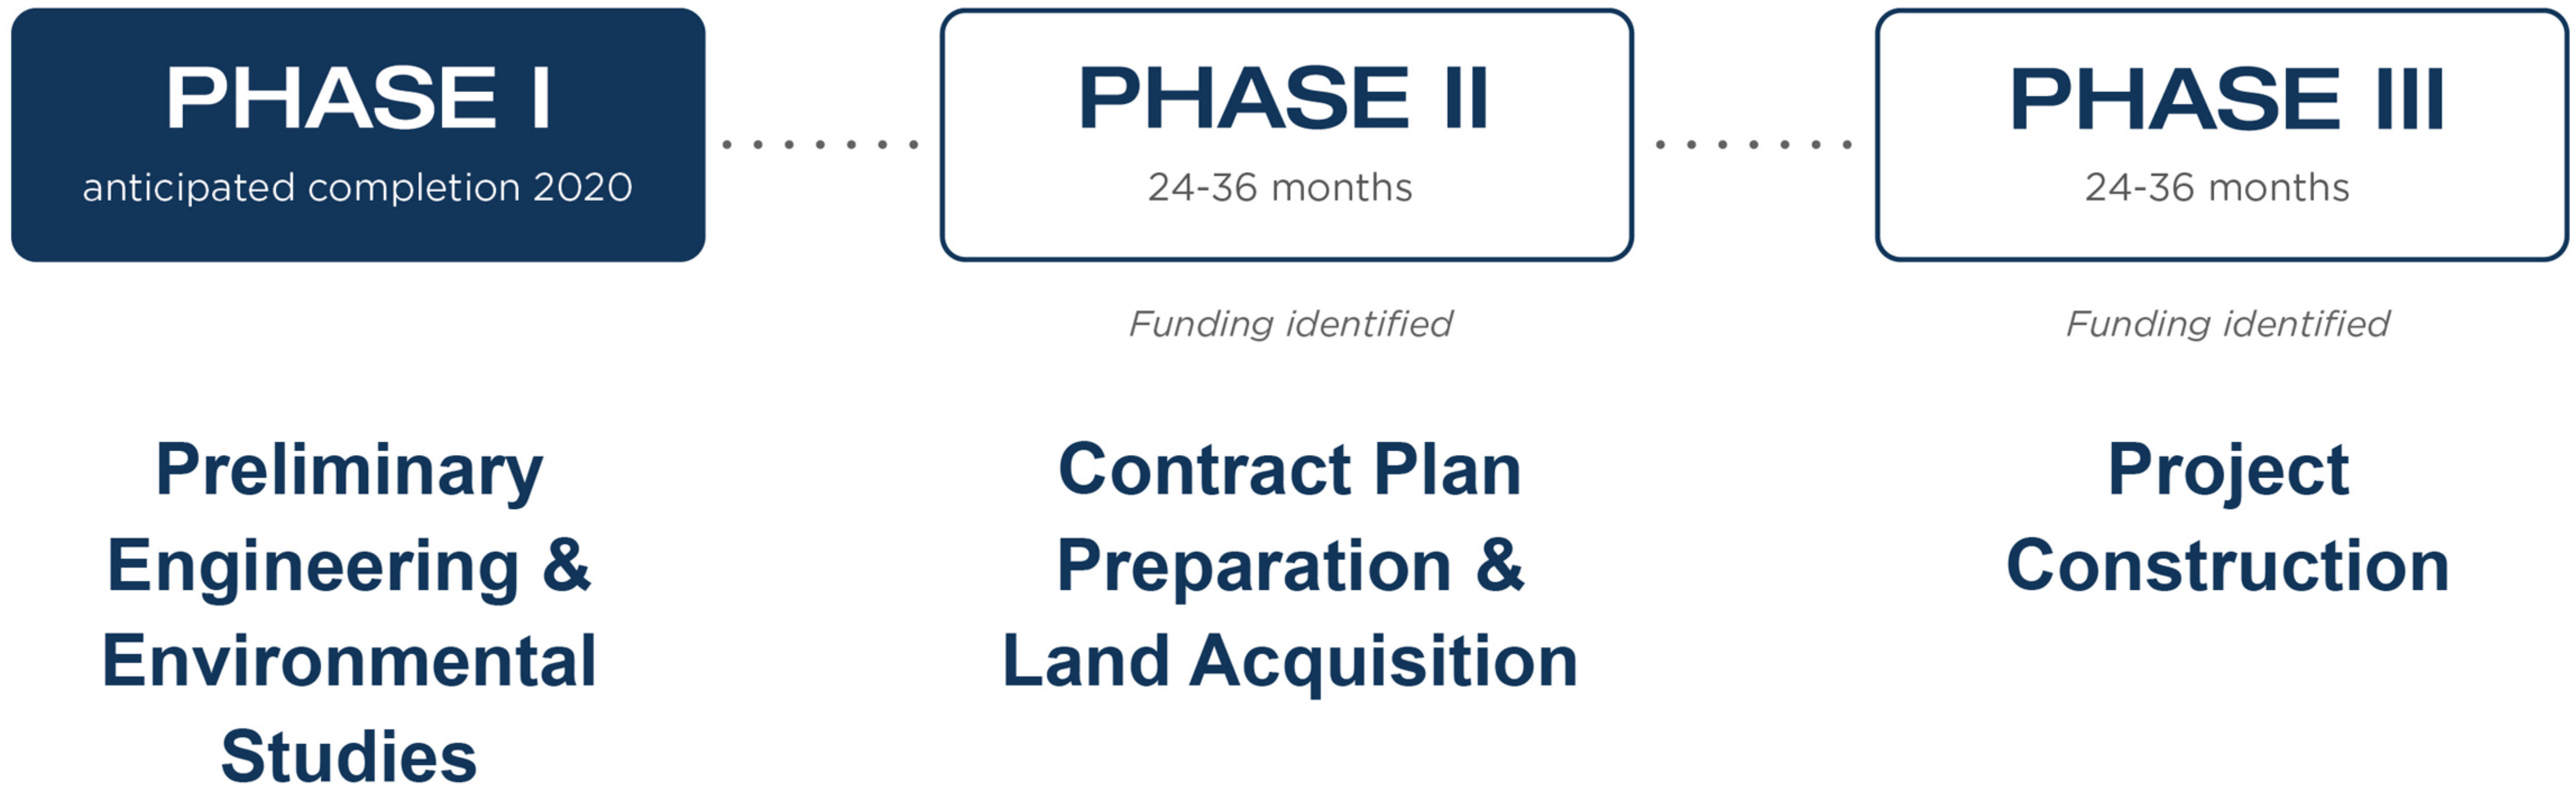 PHASE I
anticipated completion 2020
PHASE II
24-36 months
PHASE III
24-36 months
Funding identified
Funding identified
Preliminary
Engineering &
Environmental
Studies
Contract Plan
Preparation &
Land Acquisition
Project
Construction